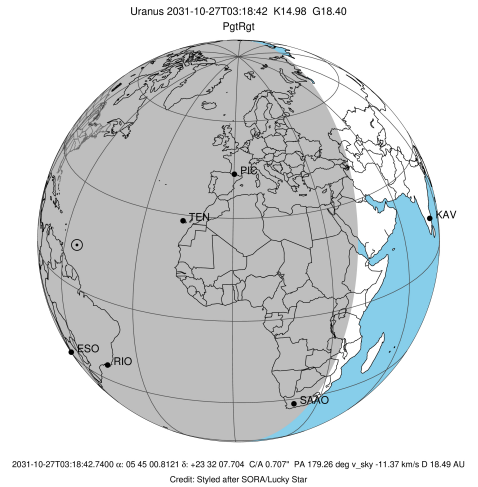 Uranus 2031-10-27T03:18:42 K14.98 G18.40
PgtRgt
PIC
TEN
KAV
ESO
RIO
SAAO
2031-10-27T03:18:42.7400 α: 05 45 00.8121 δ: +23 32 07.704 C/A 0.707" PA 179.26 deg v_sky -11.37 km/s D 18.49 AU
Credit: Styled after SORA/Lucky Star